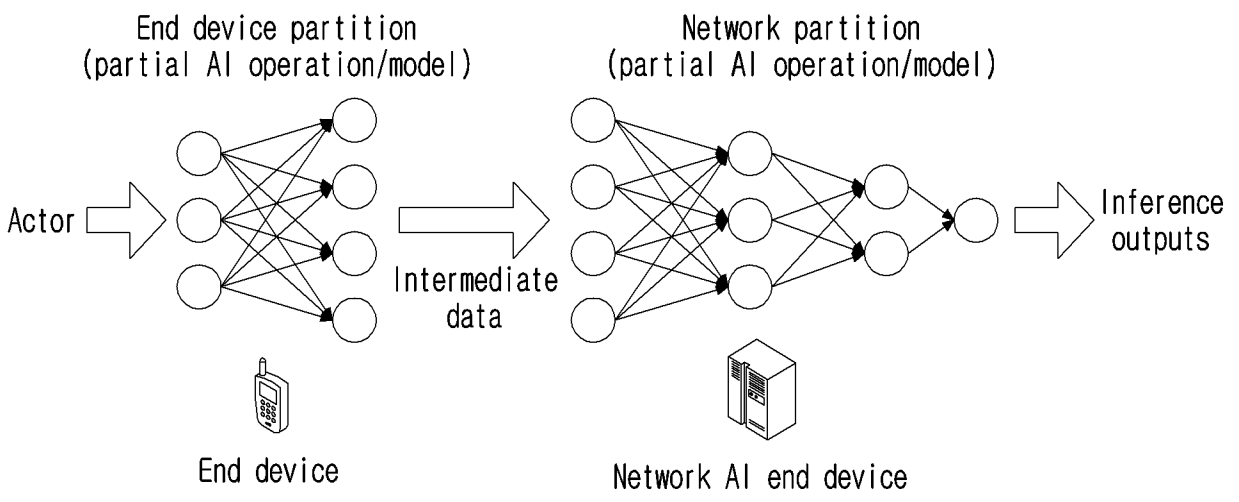 End device partition
(partial AI operation/model)
Network partition
(partial AI operation/model)
Actor
Intermediate
data
Inference
outputs
End device
Network AI end device